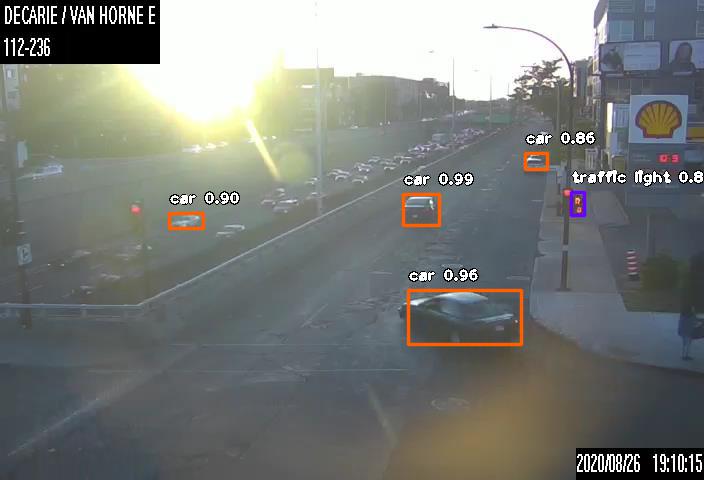 DECARIE / VAN HORNE E
112-236
car 0.86
traffic light 0.8
car 0.99
car 0.90
car 0.96
2020/08/26 19:10:15